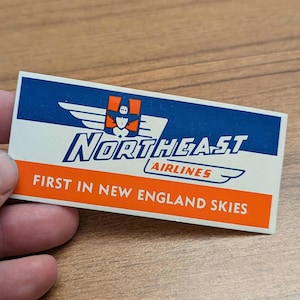 NORTHEAST
AIRLINES
FIRST IN NEW ENGLAND SKIES